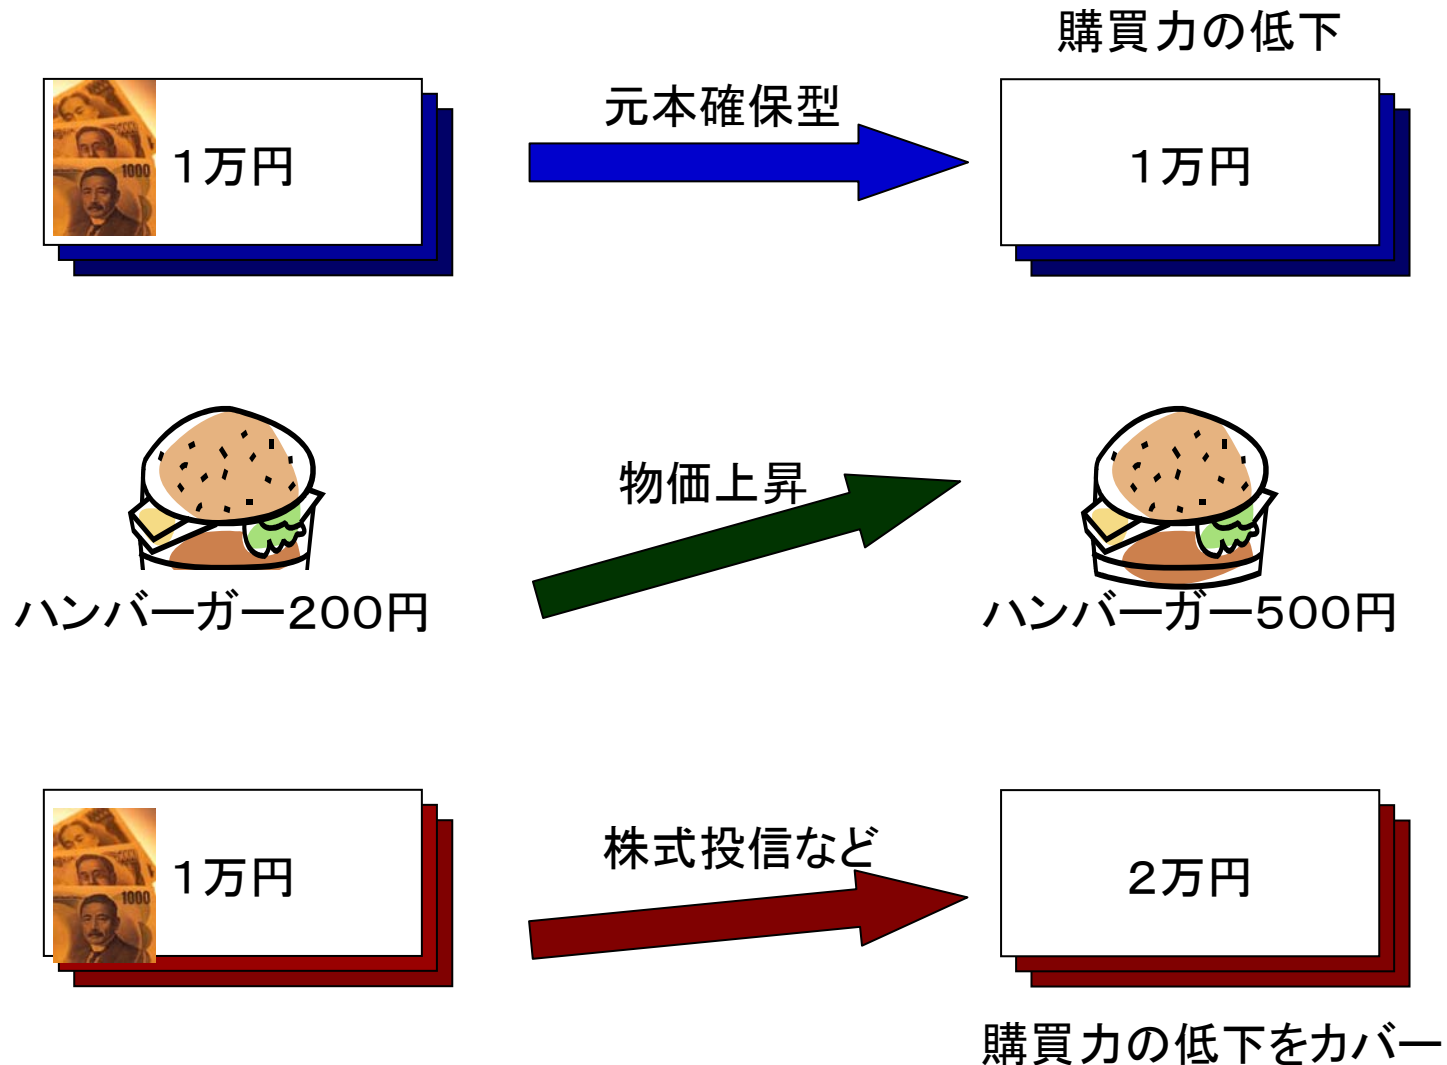 購買力の低下
元本確保型
1000
１万円
１万円
物価上昇
ハンバーガー２００円
ハンバーガー５００円
株式投信など
1000
１万円
２万円
購買力の低下をカバー